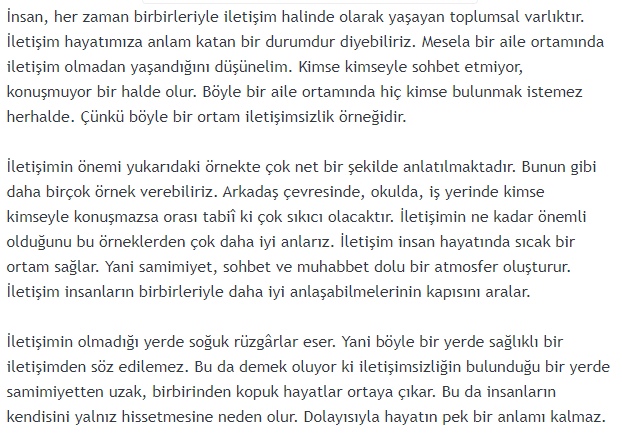 İnsan, her zaman birbirleriyle iletişim halinde olarak yaşayan toplumsal varlıktır.
İletişim hayatımıza anlam katan bir durumdur diyebiliriz. Mesela bir aile ortamında
iletişim olmadan yaşandığını düşünelim. Kimse kimseyle sohbet etmiyor,
konuşmuyor bir halde olur. Böyle bir aile ortamında hiç kimse bulunmak istemez
herhalde. Çünkü böyle bir ortam iletişimsizlik örneğidir.
İletişimin önemi yukarıdaki örnekte çok net bir şekilde anlatılmaktadır. Bunun gibi
daha birçok örnek verebiliriz. Arkadaş çevresinde, okulda, iş yerinde kimse
kimseyle konuşmazsa orası tabiî ki çok sıkıcı olacaktır. İletişimin ne kadar önemli
olduğunu bu örneklerden çok daha iyi anlarız. İletişim insan hayatında sıcak bir
ortam sağlar. Yani samimiyet, sohbet ve muhabbet dolu bir atmosfer oluşturur.
İletişim insanların birbirleriyle daha iyi anlaşabilmelerinin kapısını aralar.
İletişimin olmadığı yerde soğuk rüzgârlar eser. Yani böyle bir yerde sağlıklı bir
iletişimden söz edilemez. Bu da demek oluyor ki iletişimsizliğin bulunduğu bir yerde
samimiyetten uzak, birbirinden kopuk hayatlar ortaya çıkar. Bu da insanların
kendisini yalnız hissetmesine neden olur. Dolayısıyla hayatın pek bir anlamı kalmaz.